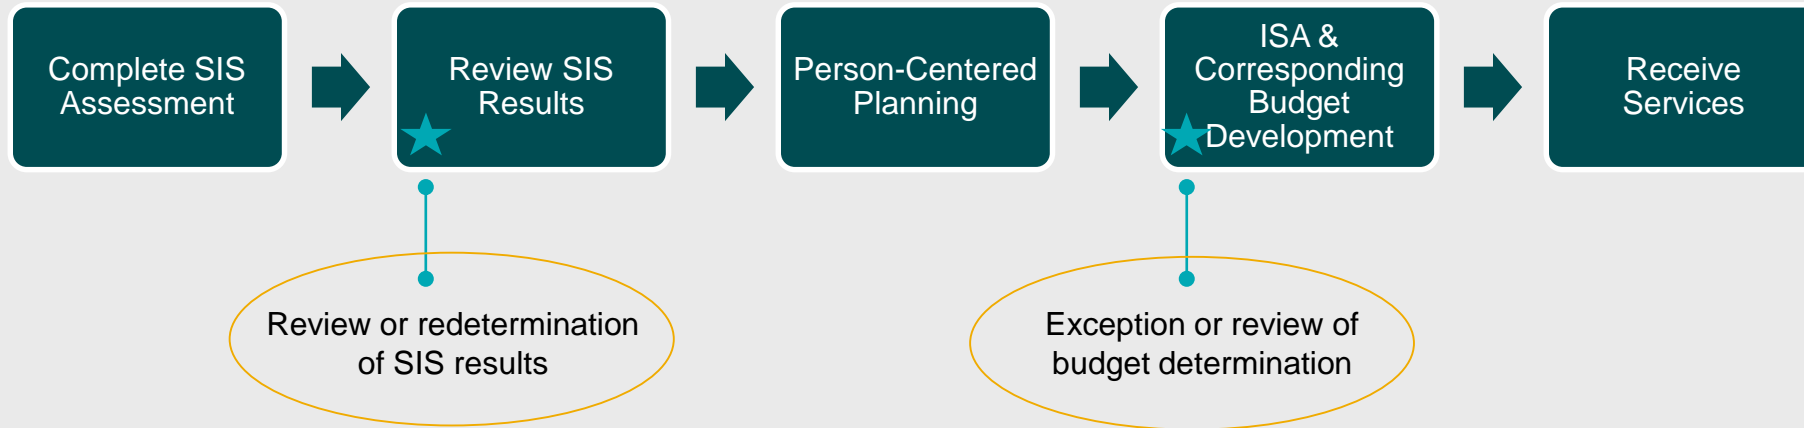 Complete SIS
Assessment
Review SIS
Results
Person-Centered
Planning
ISA &
Corresponding
Budget
Development
Receive
Services
Review or redetermination
of SIS results
Exception or review of
budget determination